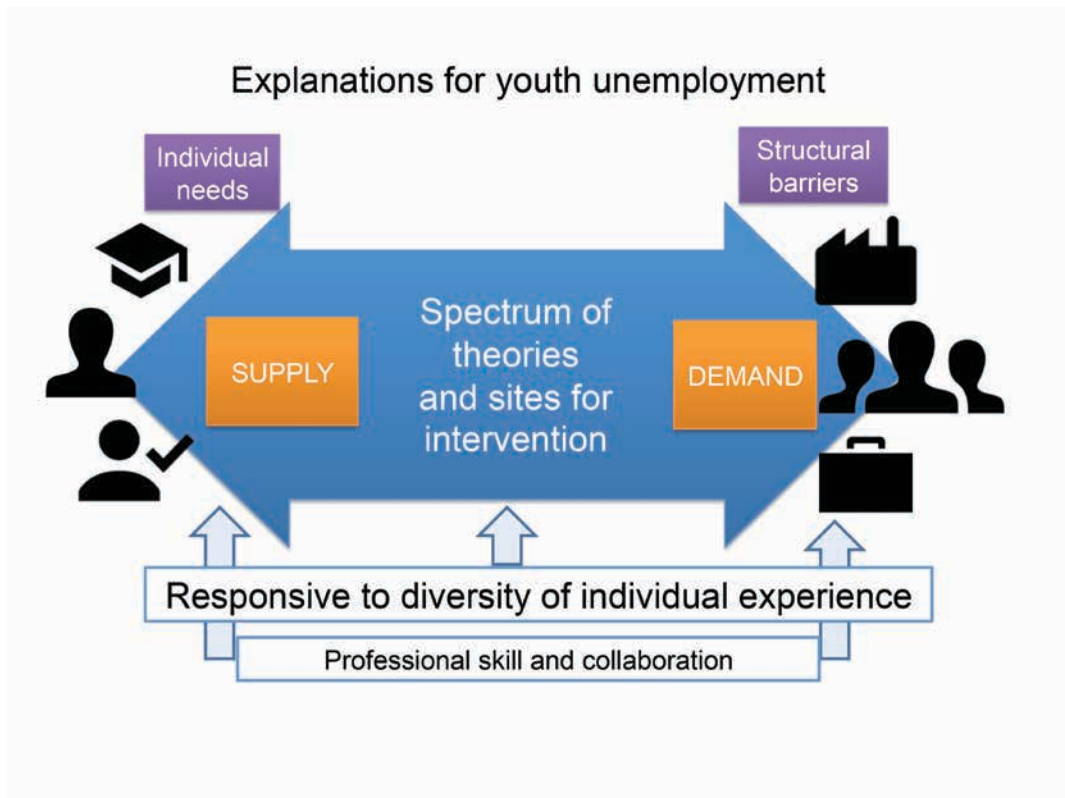 Explanations for youth unemployment
Individual
needs
Structural
barriers
Spectrum of
theories
and sites for
intervention
SUPPLY
DEMAND
Responsive to diversity of individual experience
Professional skill and collaboration